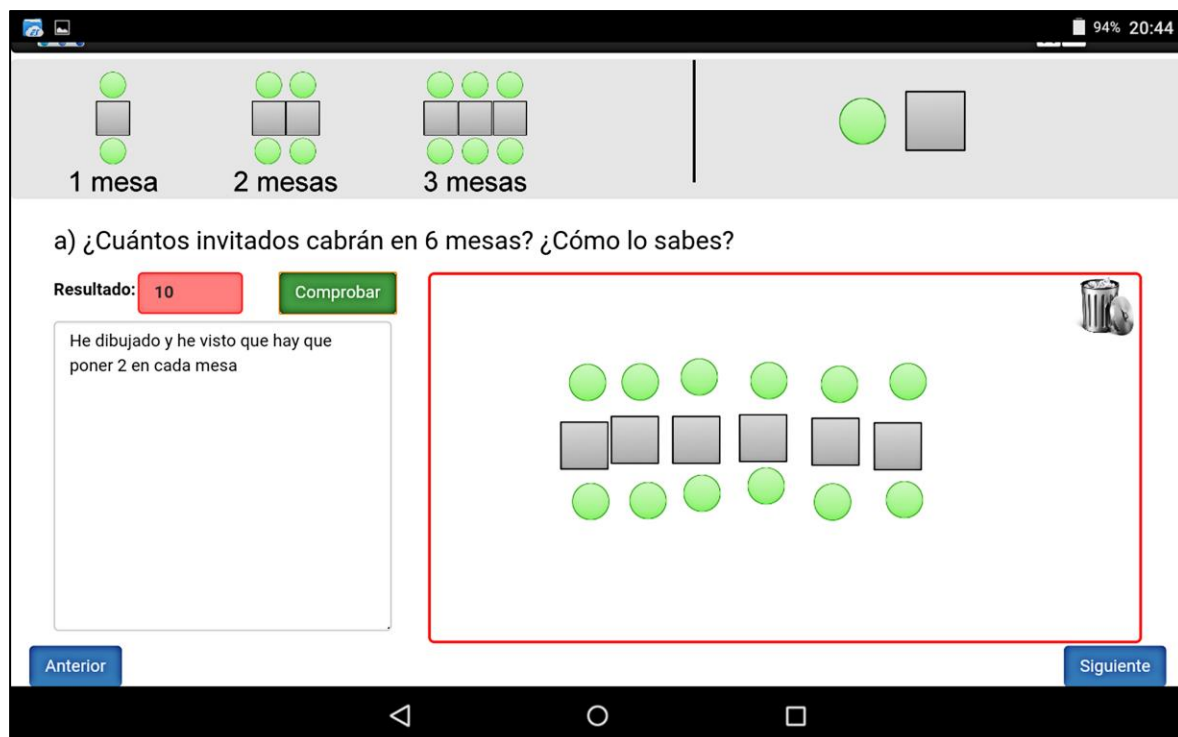 94% 20:44
1 mesa 2 mesas 3 mesas
a) ¿Cuántos invitados cabrán en 6 mesas? ¿Cómo lo sabes?
Resultado: 10 Comprobar
He dibujado y he visto que hay que
poner 2 en cada mesa
Anterior Siguiente